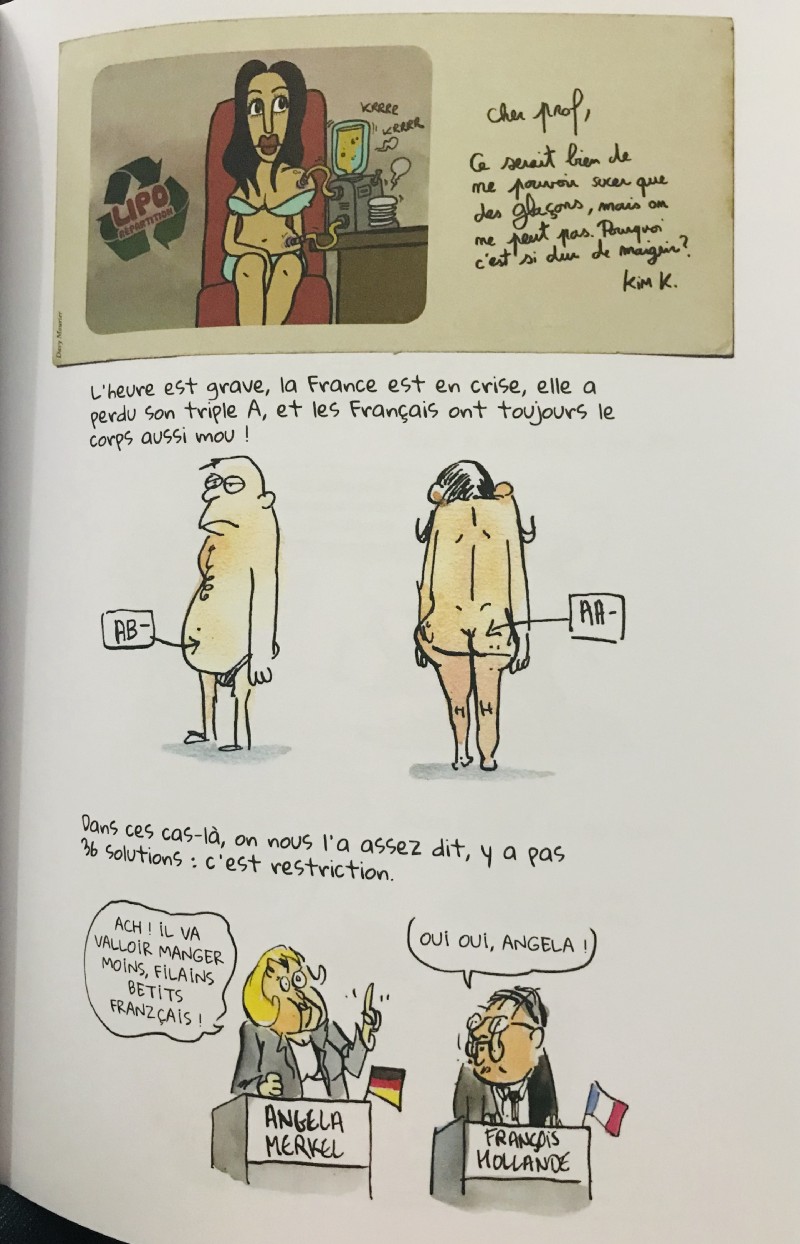 KRRRR
KRRRR
LIPO
RÉPARTITION
cher prof,
Ce serait bien de
ne pouvoir sucer que
des glaçons, mais on
ne peut pas. Pourquoi
c'est si dur de maigrir?
Kim K.
L'heure est grave, la France est en crise, elle a
perdu son triple A, et les Français ont toujours le
corps aussi mou !
AB-
AA-
Dans ces cas-là, on nous l'a assez dit, y a pas
36 solutions : c'est restriction.
ACH ! IL VA
VALLOIR MANGER
MOINS, FILAINS
BETITS
FRANZÇAIS !
OUI OUI, ANGELA !
ANGELA
MERKEL
FRANÇOIS
HOLLANDE